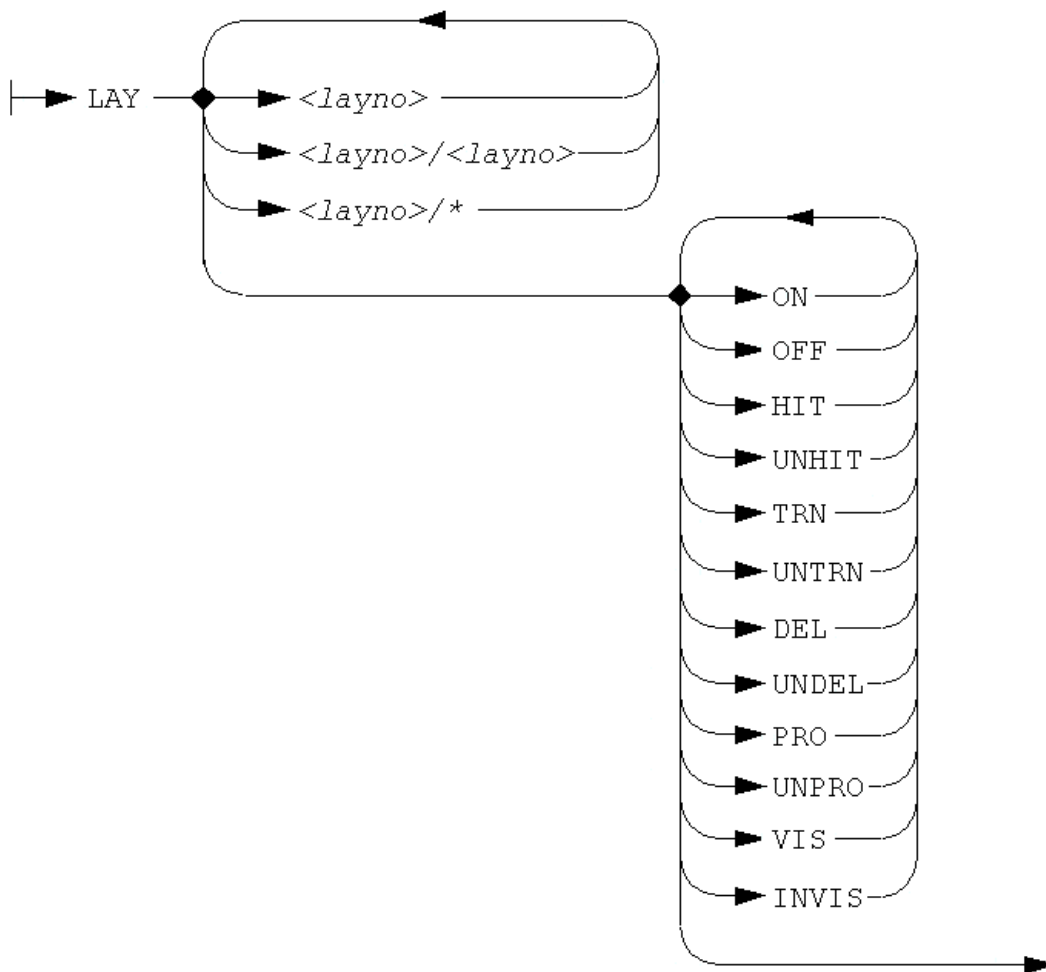 LAY <layno>
<layno>/<layno>
<layno>/*
ON
OFF
HIT
UNHIT
TRN
UNTRN
DEL
UNDEL
PRO
UNPRO
VIS
INVIS